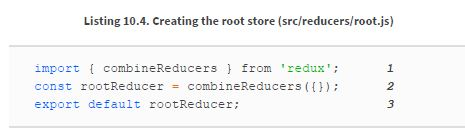 Listing 10.4. Creating the root store (src/reducers/root.js)
import { combineReducers } from 'redux'; 1
const rootReducer = combineReducers({}); 2
export default rootReducer; 3